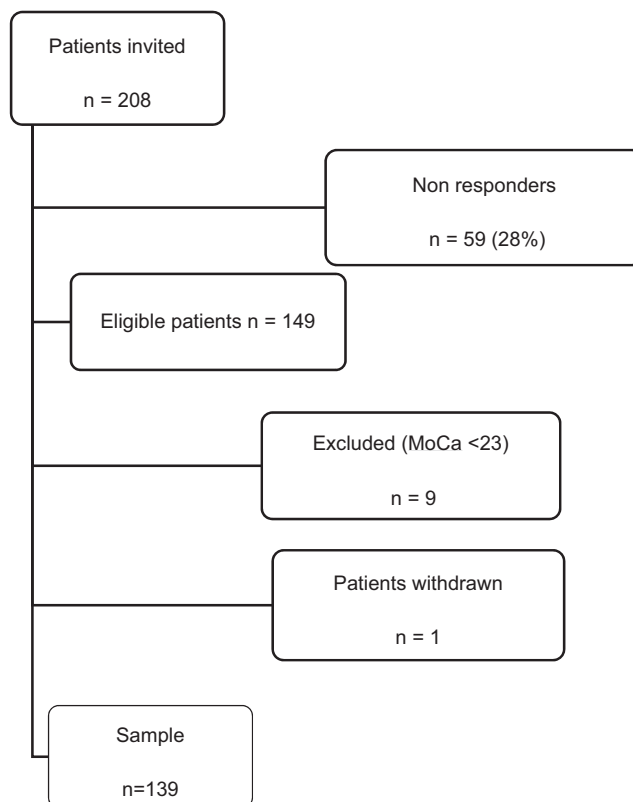 Patients invited
n = 208
Non responders
n = 59 (28%)
Eligible patients n = 149
Excluded (MoCa <23)
n = 9
Patients withdrawn
n = 1
Sample
n=139